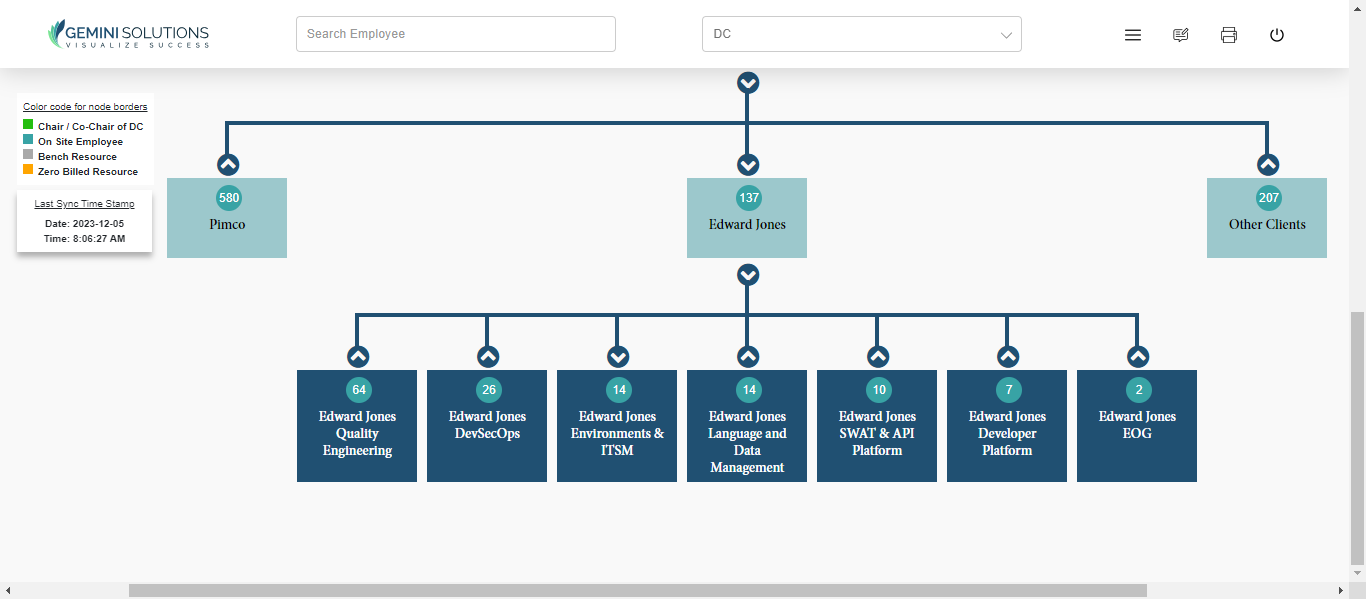 GEMINI SOLUTIONS
VISUALIZE SUCCESS
Search Employee
DC
Color code for node borders
Chair / Co-Chair of DC
On Site Employee
Bench Resource
Zero Billed Resource
Last Sync Time Stamp
Date: 2023-12-05
Time: 8:06:27 AM
580
Pimco
137
Edward Jones
207
Other Clients
64
Edward Jones
Quality
Engineering
26
Edward Jones
DevSecOps
14
Edward Jones
Environments &
ITSM
14
Edward Jones
Language and
Data
Management
10
Edward Jones
SWAT & API
Platform
7
Edward Jones
Developer
Platform
2
Edward Jones
EOG